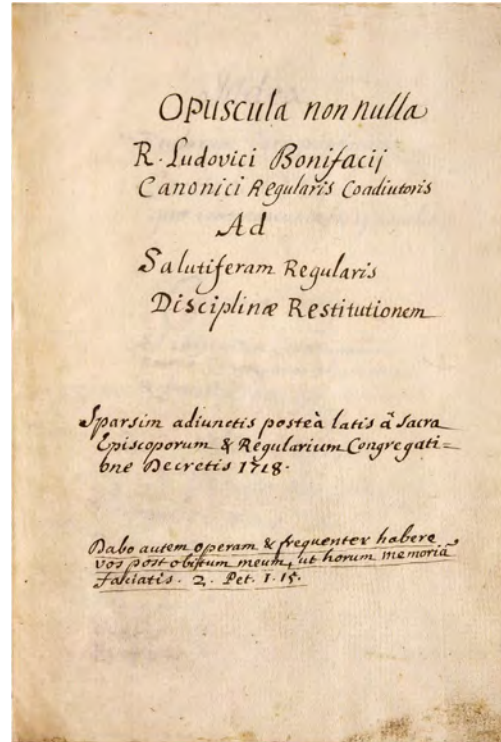 Opuscula non nulla
R. Ludovici Bonifacij
Canonici Regularis Coadiutoris
Ad
Salutiferam Regularis
Disciplinæ Restitutionem
Sparsim adiunctis posteà latis â Sacra
Episcoporum & Regularium Congregati=
one Decretis 1718.
Dabo autem operam & frequenter habere
vos post obitum meum, ut horum memoriã
faciatis. 2. Pet. 1. 15.